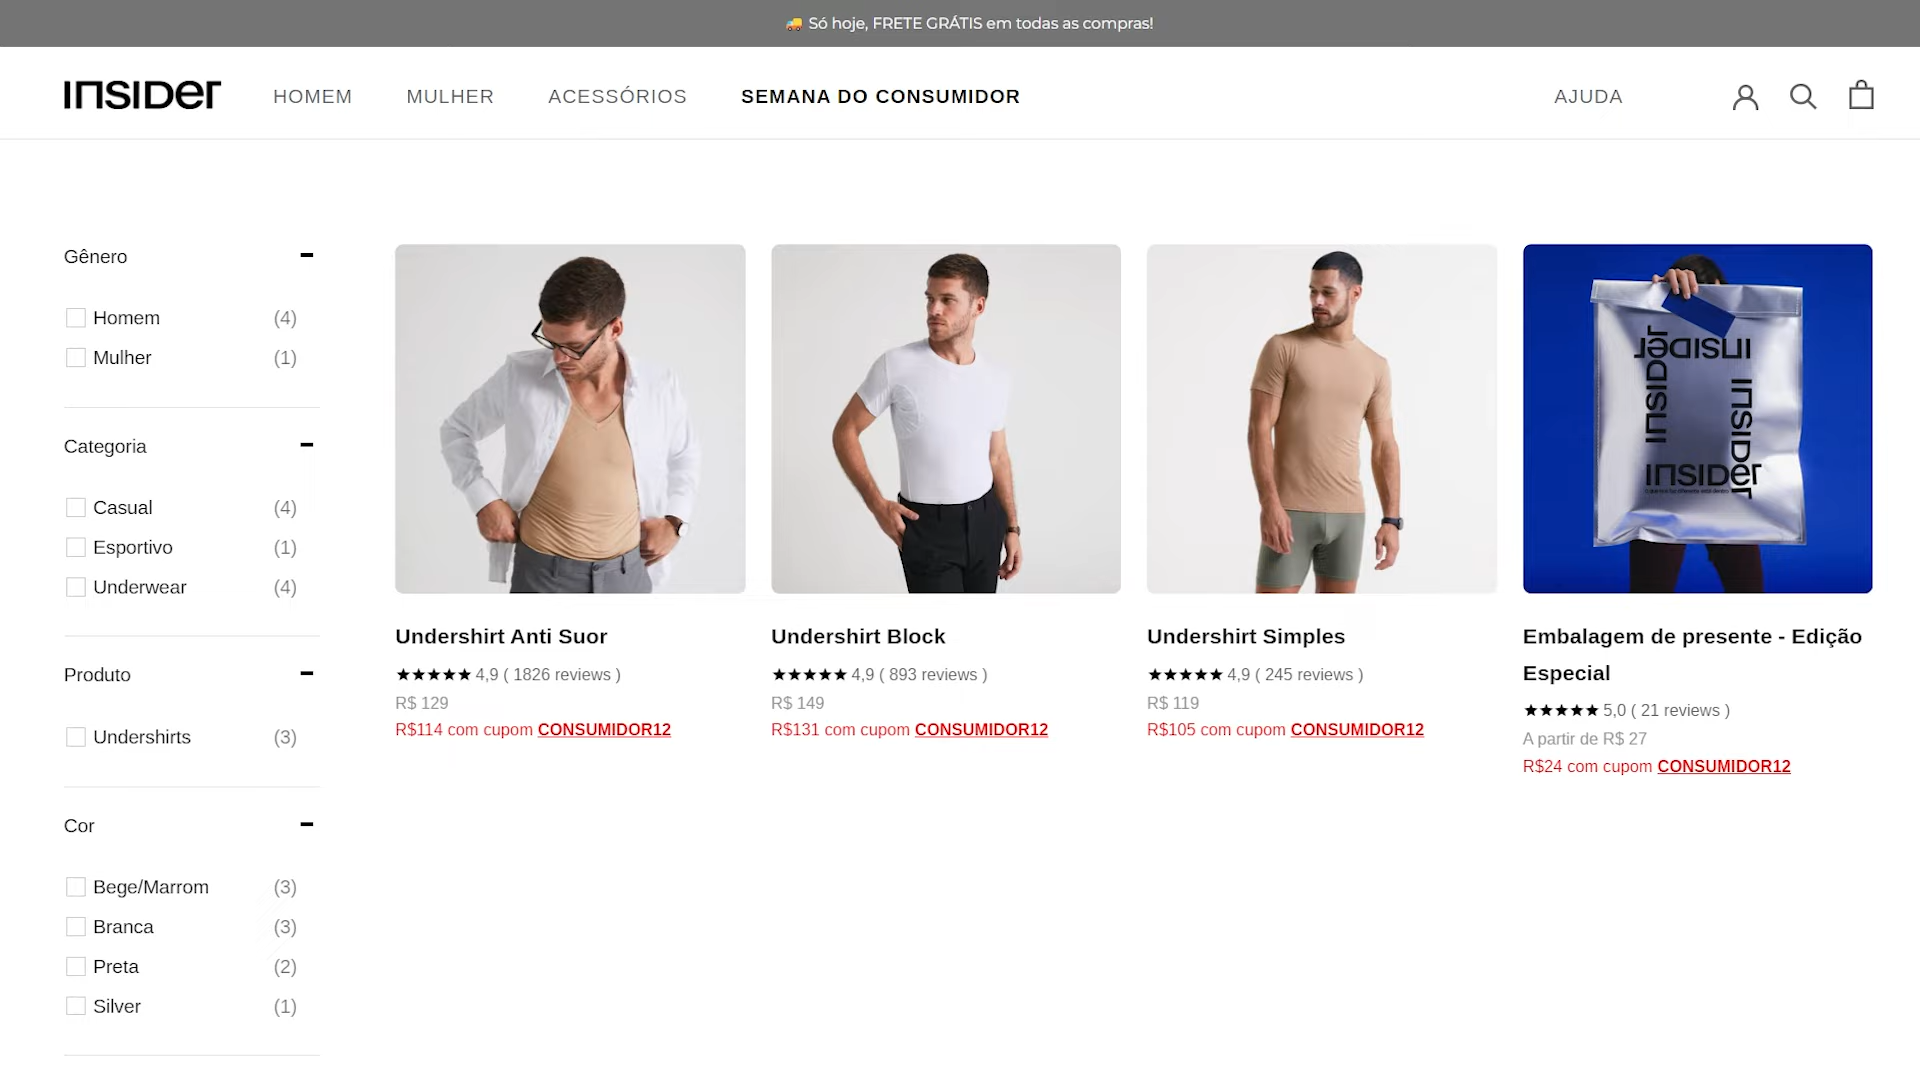 🚚 Só hoje, FRETE GRÁTIS em todas as compras!
INSIDER
HOMEM MULHER ACESSÓRIOS SEMANA DO CONSUMIDOR AJUDA
Gênero
Homem (4)
Mulher (1)
Categoria
Casual (4)
Esportivo (1)
Underwear (4)
Produto
Undershirts (3)
Cor
Bege/Marrom (3)
Branca (3)
Preta (2)
Silver (1)
Undershirt Anti Suor
★★★★★ 4,9 ( 1826 reviews )
R$ 129
R$114 com cupom CONSUMIDOR12
Undershirt Block
★★★★★ 4,9 ( 893 reviews )
R$ 149
R$131 com cupom CONSUMIDOR12
Undershirt Simples
★★★★★ 4,9 ( 245 reviews )
R$ 119
R$105 com cupom CONSUMIDOR12
INSIDER
INSIDER
INSIDER
INSIDER
Embalagem de presente - Edição
Especial
★★★★★ 5,0 ( 21 reviews )
A partir de R$ 27
R$24 com cupom CONSUMIDOR12